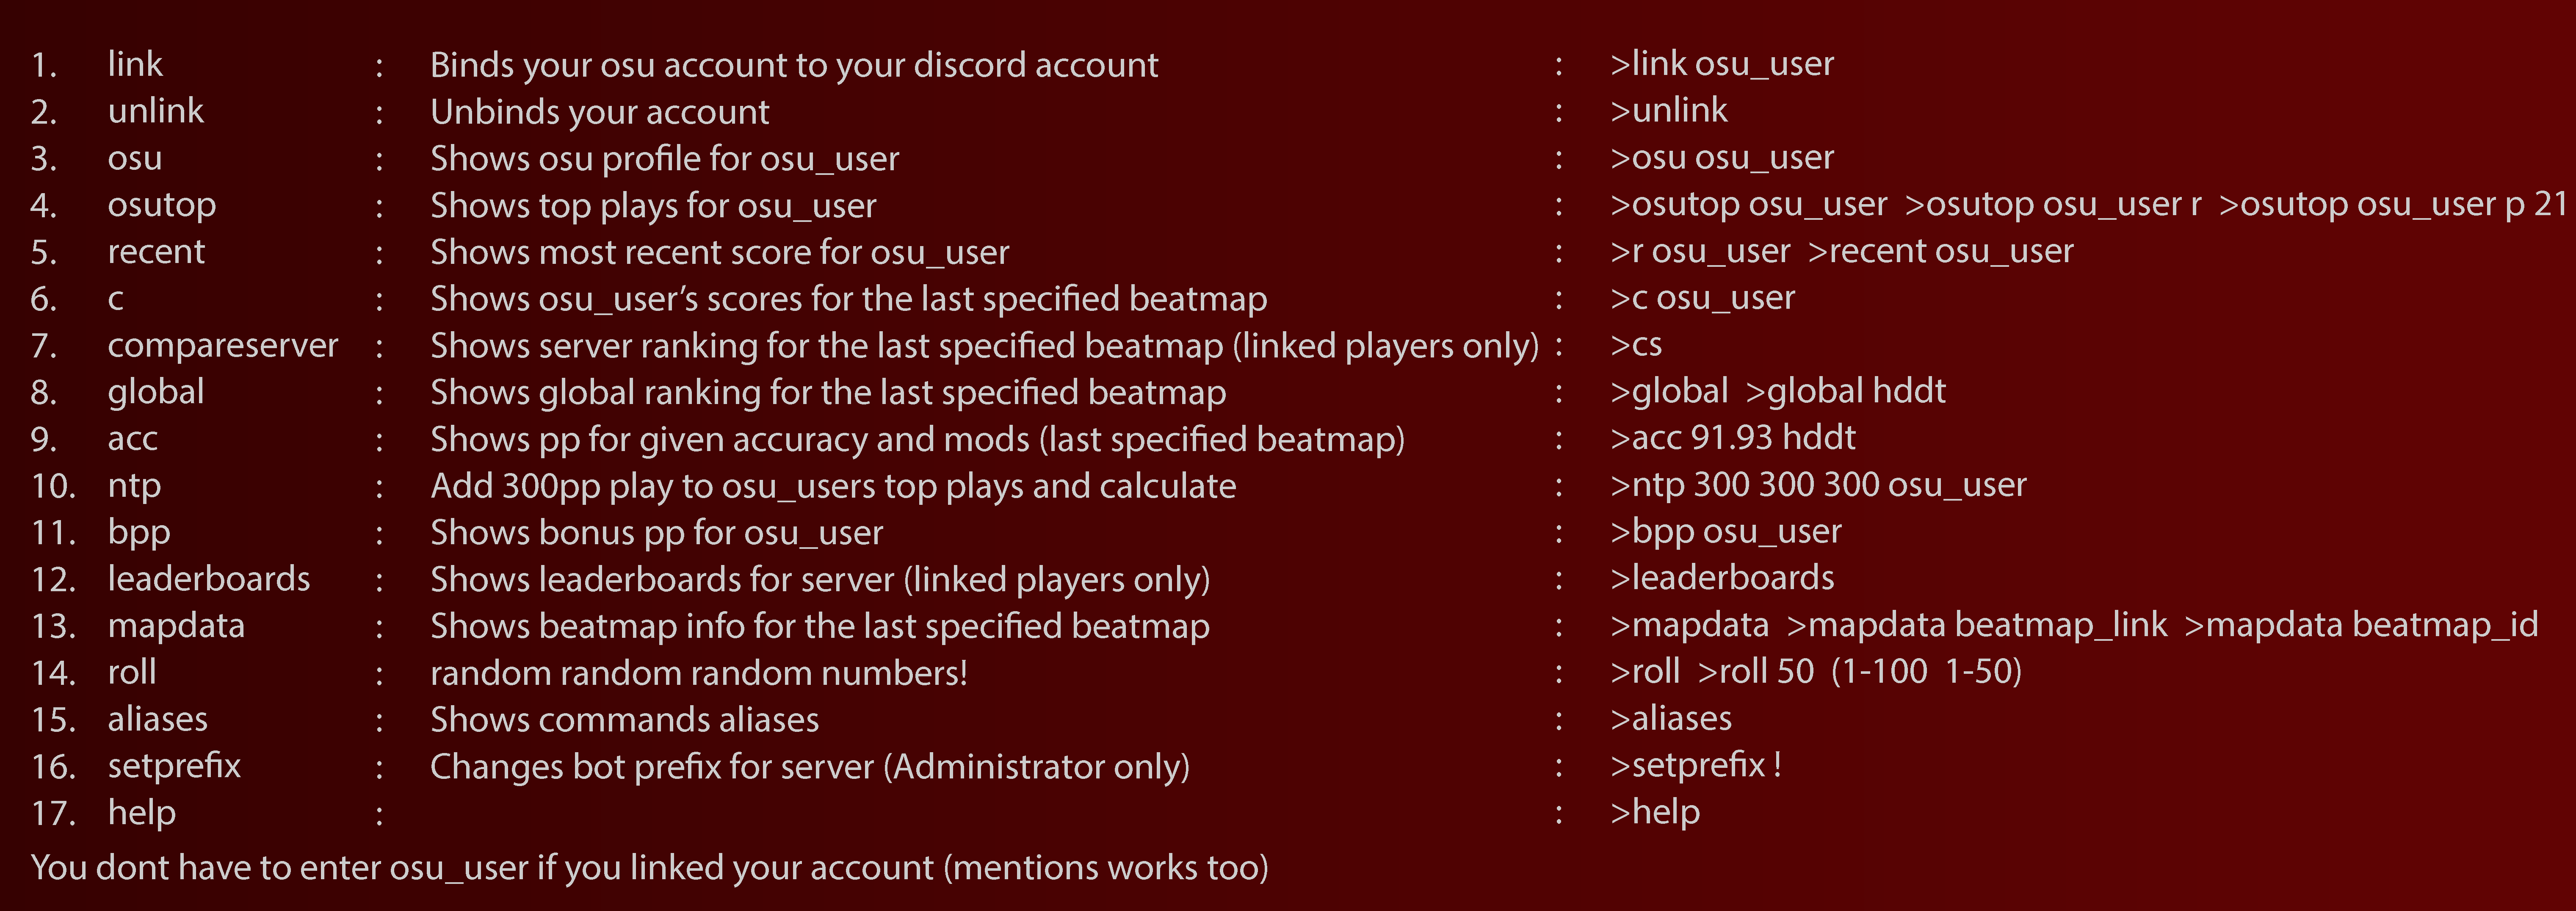 1. link : Binds your osu account to your discord account : >link osu_user
2. unlink : Unbinds your account : >unlink
3. osu : Shows osu profile for osu_user : >osu osu_user
4. osutop : Shows top plays for osu_user : >osutop osu_user >osutop osu_user r >osutop osu_user p 21
5. recent : Shows most recent score for osu_user : >r osu_user >recent osu_user
6. c : Shows osu_user’s scores for the last specified beatmap : >c osu_user
7. compareserver : Shows server ranking for the last specified beatmap (linked players only) : >cs
8. global : Shows global ranking for the last specified beatmap : >global >global hddt
9. acc : Shows pp for given accuracy and mods (last specified beatmap) : >acc 91.93 hddt
10. ntp : Add 300pp play to osu_users top plays and calculate : >ntp 300 300 300 osu_user
11. bpp : Shows bonus pp for osu_user : >bpp osu_user
12. leaderboards : Shows leaderboards for server (linked players only) : >leaderboards
13. mapdata : Shows beatmap info for the last specified beatmap : >mapdata >mapdata beatmap_link >mapdata beatmap_id
14. roll : random random random numbers! : >roll >roll 50 (1-100 1-50)
15. aliases : Shows commands aliases : >aliases
16. setprefix : Changes bot prefix for server (Administrator only) : >setprefix !
17. help : : >help
You dont have to enter osu_user if you linked your account (mentions works too)